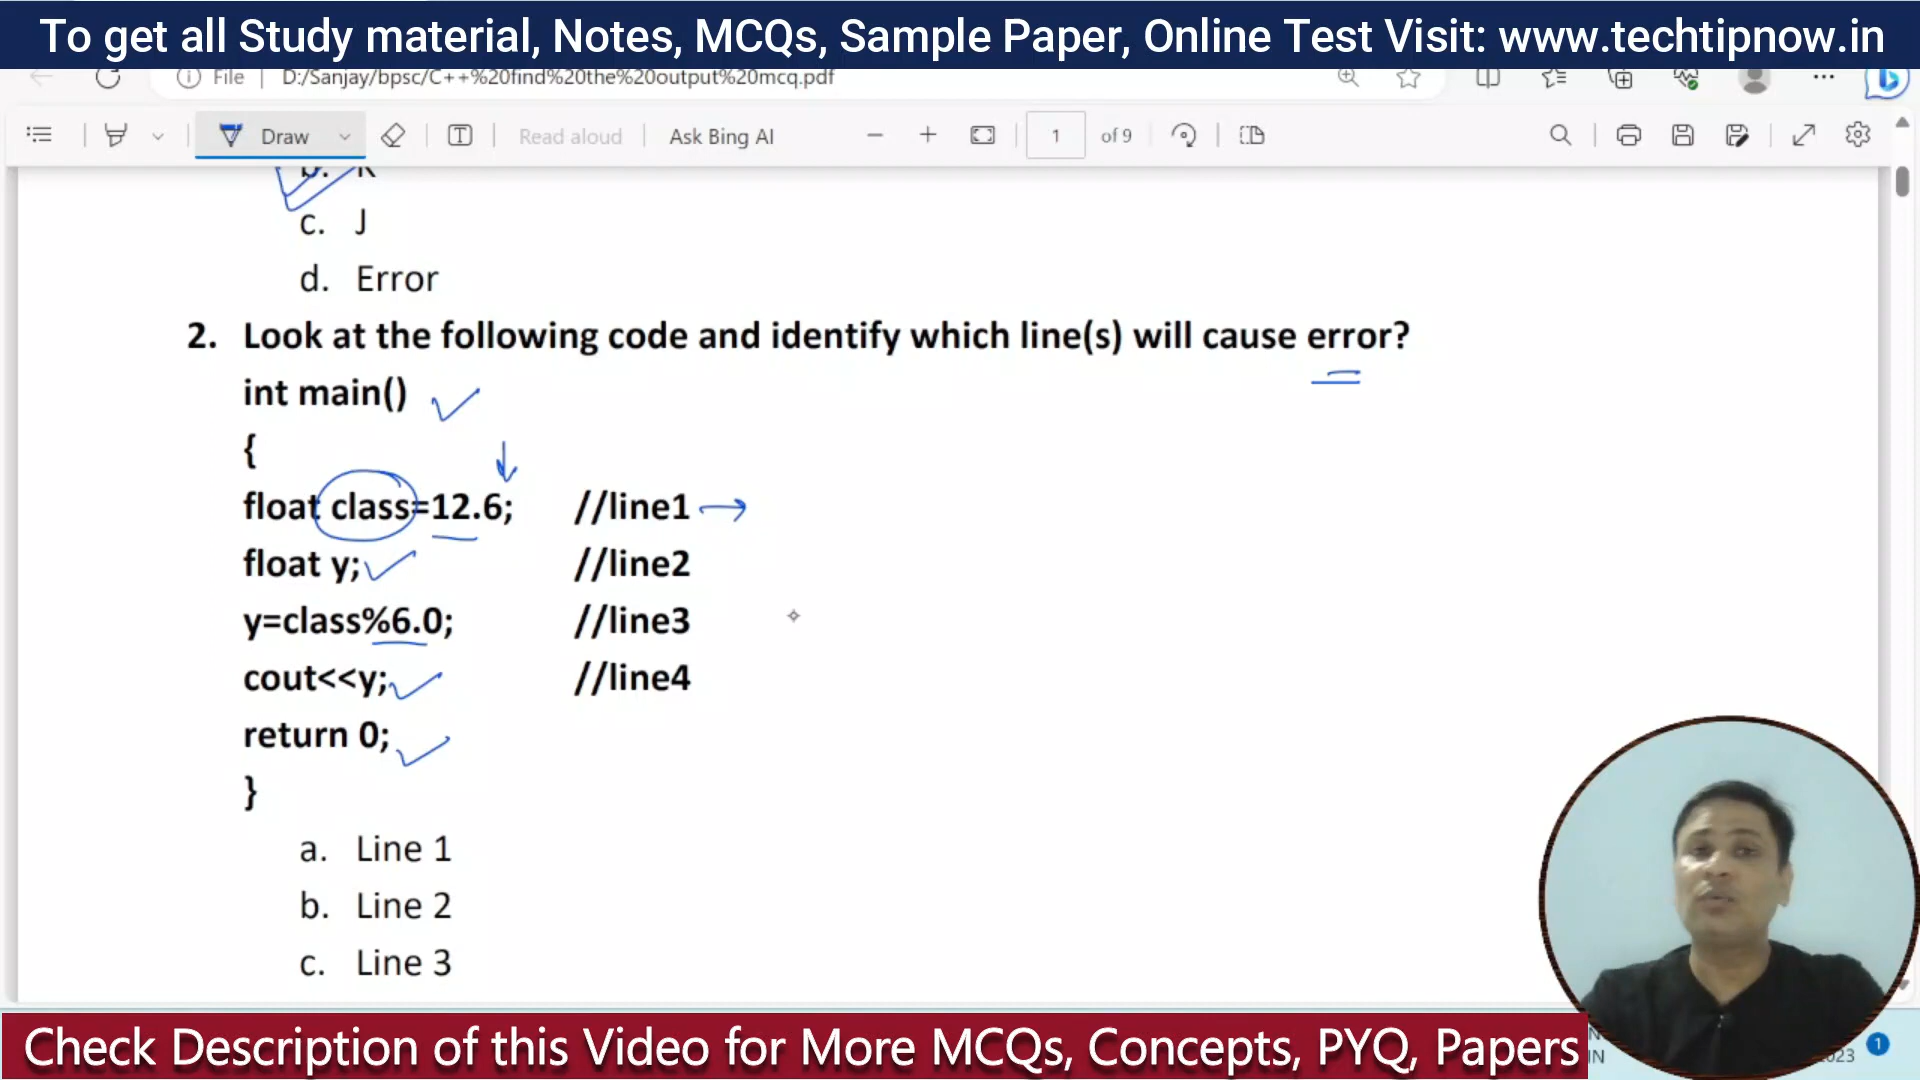 To get all Study material, Notes, MCQs, Sample Paper, Online Test Visit: www.techtipnow.in
File | D:/Sanjay/bpsc/C++%20find%20the%20output%20mcq.pdf
Draw Read aloud Ask Bing AI 1 of 9
b. K
c. J
d. Error
2. Look at the following code and identify which line(s) will cause error?
int main()
{
float class=12.6; //line1
float y; //line2
y=class%6.0; //line3
cout<<y; //line4
return 0;
}
a. Line 1
b. Line 2
c. Line 3
Check Description of this Video for More MCQs, Concepts, PYQ, Papers
IN 1